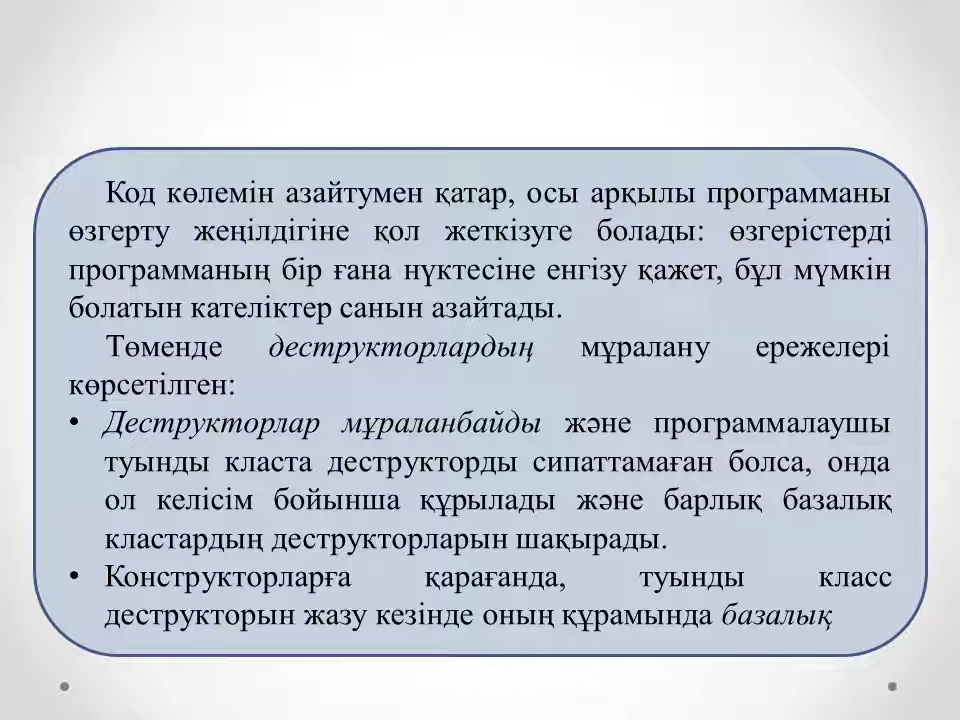 Код көлемін азайтумен қатар, осы арқылы программаны
өзгерту жеңілдігіне қол жеткізуге болады: өзгерістерді
программаның бір ғана нүктесіне енгізу қажет, бұл мүмкін
болатын кателіктер санын азайтады.
Төменде деструкторлардың мұралану ережелері
көрсетілген:
• Деструкторлар мұраланбайды және программалаушы
туынды класта деструкторды сипаттамаған болса, онда
ол келісім бойынша құрылады және барлық базалық
кластардың деструкторларын шақырады.
• Конструкторларға қарағанда, туынды класс
деструкторын жазу кезінде оның құрамында базалық